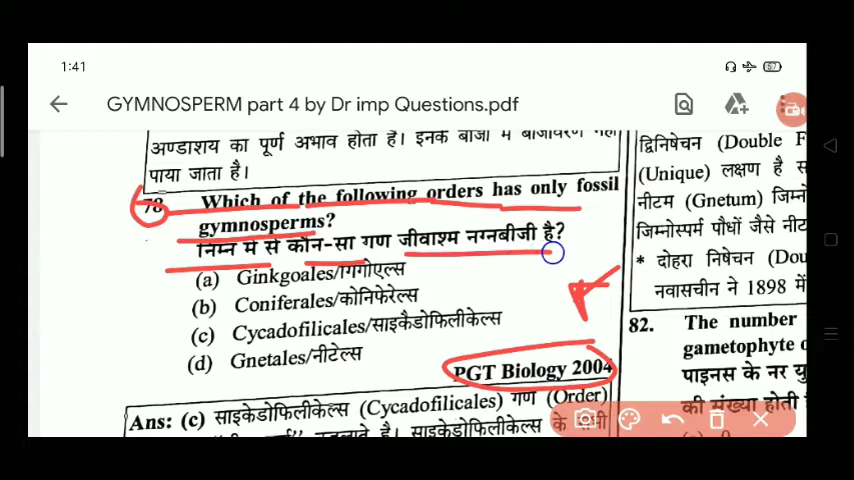 1:41
57
GYMNOSPERM part 4 by Dr imp Questions.pdf
अण्डाशय का पूर्ण अभाव होता है। इनके बीजों में बीजावरण नहीं
पाया जाता है।
78 Which of the following orders has only fossil
gymnosperms?
निम्न में से कौन-सा गण जीवाश्म नग्नबीजी है?
(a) Ginkgoales/गिंगोएल्स
(b) Coniferales/कोनिफेरेल्स
(c) Cycadofilicales/साइकैडोफिलीकेल्स
(d) Gnetales/नीटेल्स
PGT Biology 2004
Ans: (c) साइकेडोफिलीकेल्स (Cycadofilicales) गण (Order)
साइकेडोफिलीकेल्स के सभी
द्विनिषेचन (Double F
(Unique) लक्षण है स
नीटम (Gnetum) जिम्नो
जिम्नोस्पर्म पौधों जैसे नीट
* दोहरा निषेचन (Dou
नवासचीन ने 1898 में
82. The number
gametophyte o
पाइनस के नर यु
की संख्या होती है